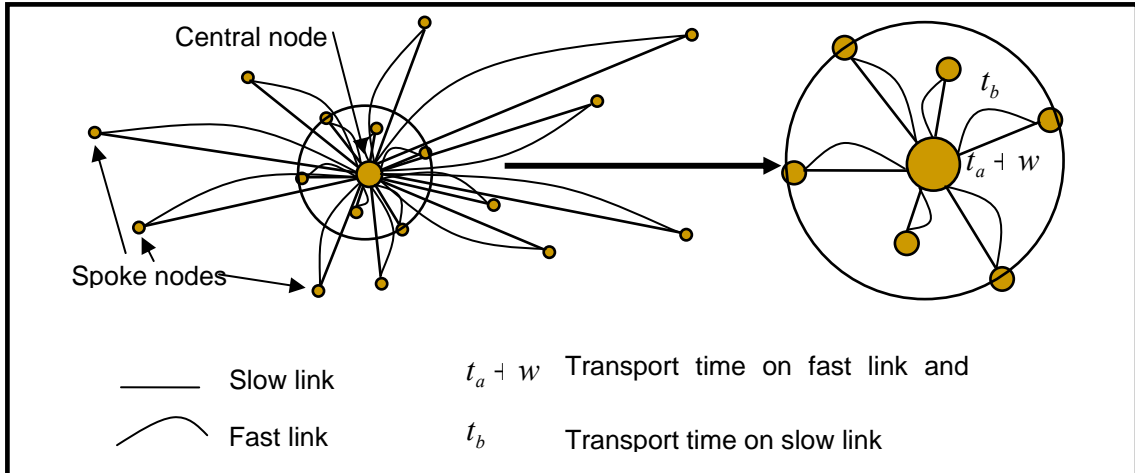 Central node
t_b
t_a + w
Spoke nodes
Slow link
t_a + w Transport time on fast link and
Fast link
t_b Transport time on slow link